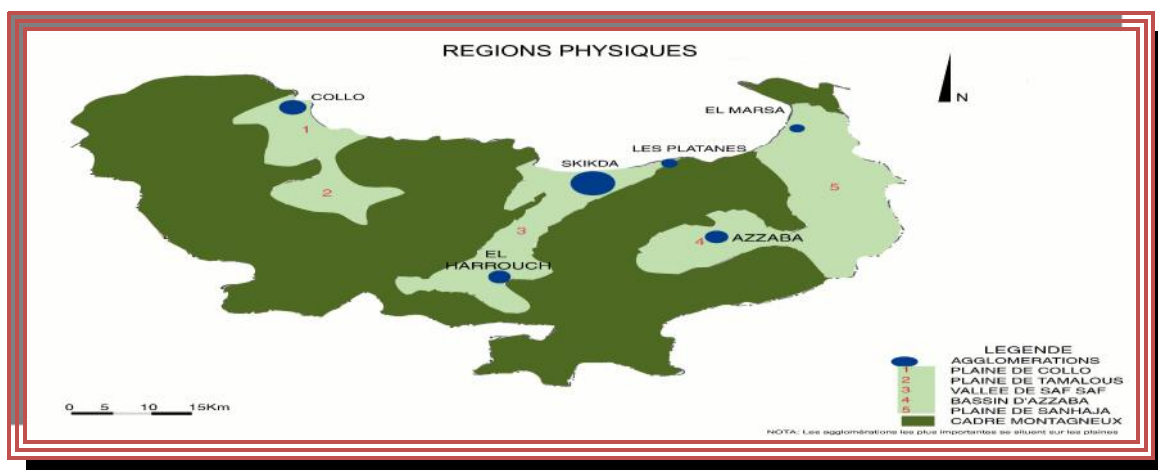 REGIONS PHYSIQUES
N
COLLO
1
EL MARSA
LES PLATANES
SKIKDA
2
5
3
4
AZZABA
EL
HARROUCH
0 5 10 15Km
LEGENDE
AGGLOMERATIONS
1 PLAINE DE COLLO
2 PLAINE DE TAMALOUS
3 VALLEE DE SAF SAF
4 BASSIN D'AZZABA
5 PLAINE DE SANHAJA
CADRE MONTAGNEUX
NOTA: Les agglomérations les plus importantes se situent sur les plaines